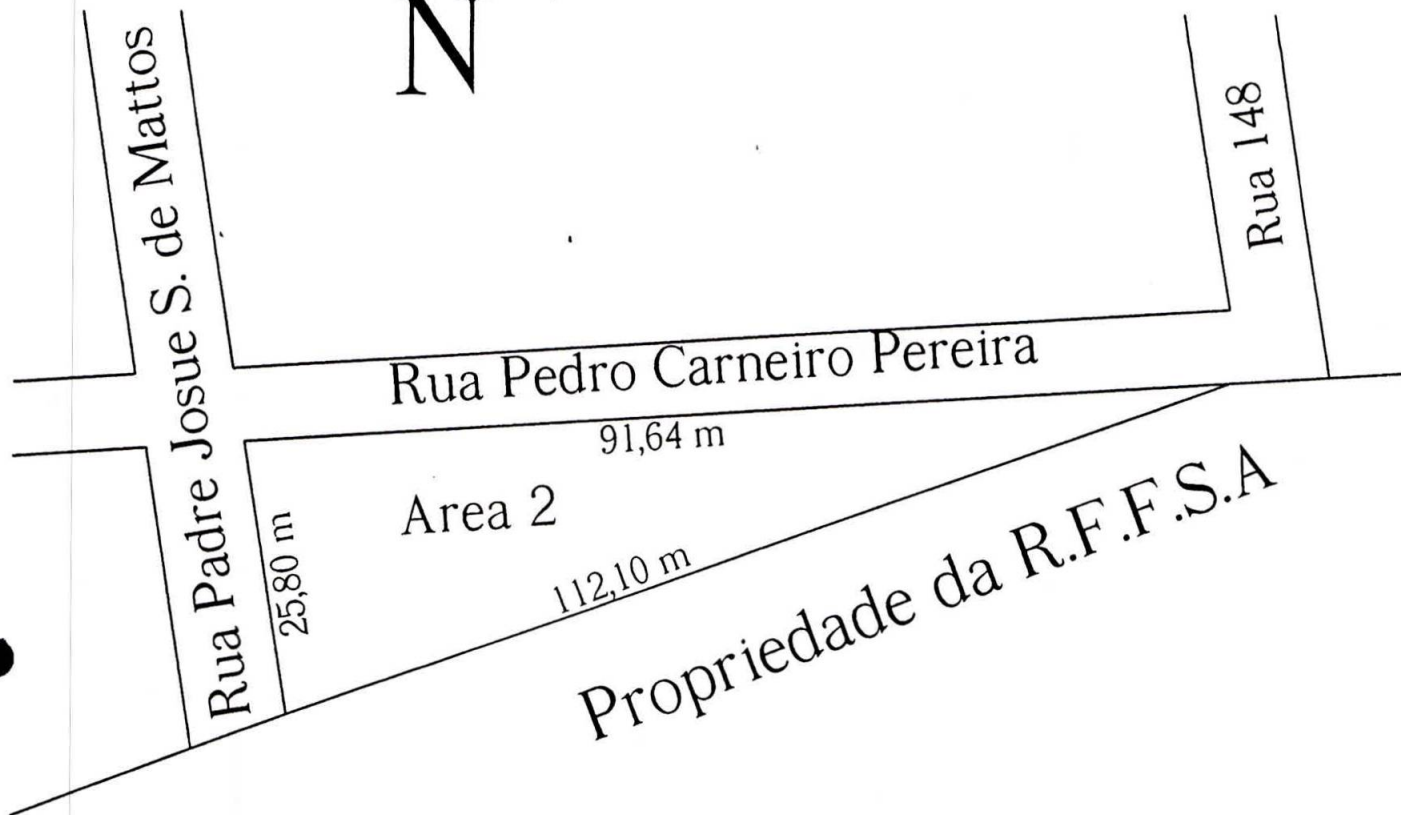 N
Rua Padre Josue S. de Mattos
Rua 148
Rua Pedro Carneiro Pereira
91,64 m
Area 2
25,80 m
112,10 m
Propriedade da R.F.F.S.A